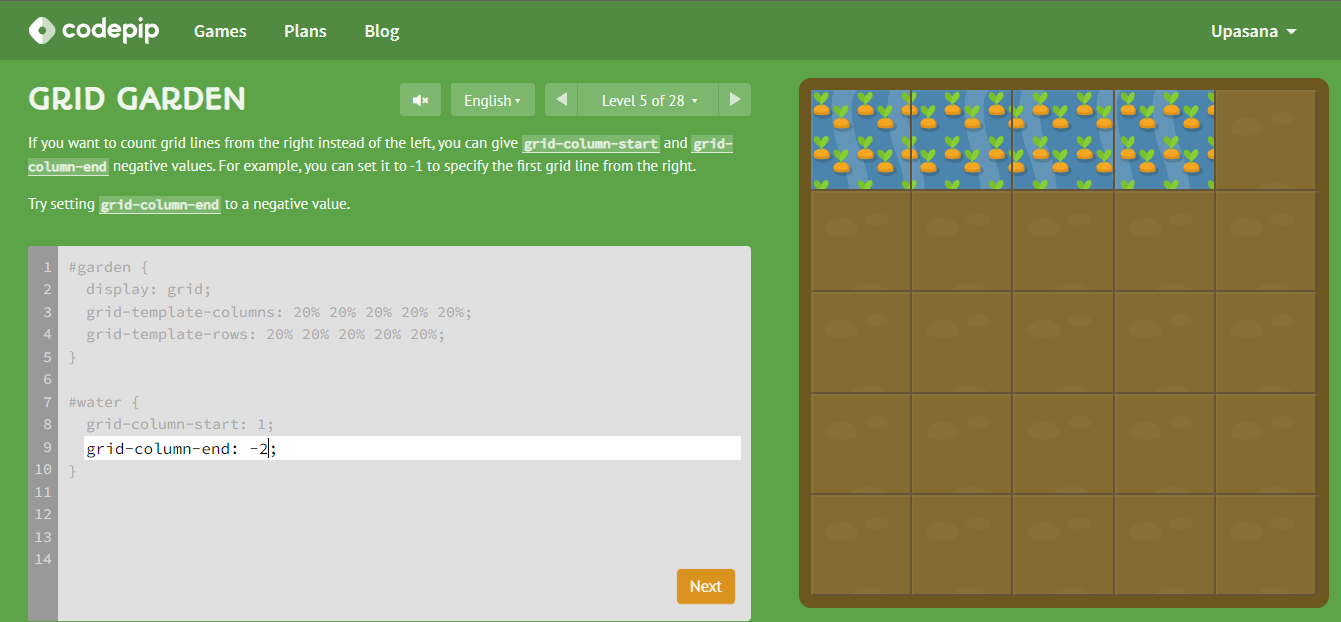 codepip Games Plans Blog Upasana
GRID GARDEN
English
Level 5 of 28
If you want to count grid lines from the right instead of the left, you can give grid-column-start and grid-
column-end negative values. For example, you can set it to -1 to specify the first grid line from the right.
Try setting grid-column-end to a negative value.
1 #garden {
2 display: grid;
3 grid-template-columns: 20% 20% 20% 20% 20%;
4 grid-template-rows: 20% 20% 20% 20% 20%;
5 }
6
7 #water {
8 grid-column-start: 1;
9 grid-column-end: -2;
10 }
11
12
13
14
Next